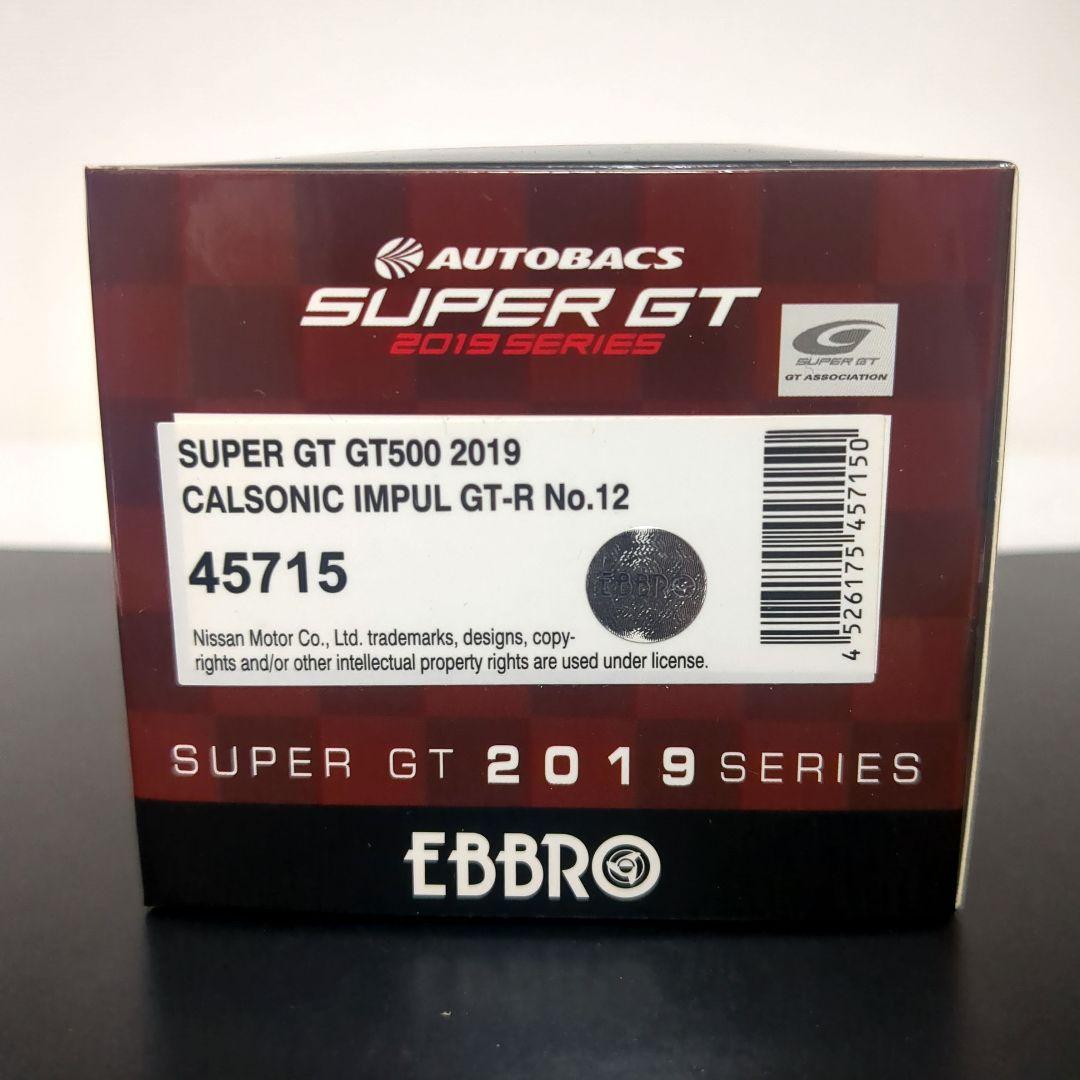 AUTOBACS
SUPER GT
2019 SERIES
SUPER GT
GT ASSOCIATION
SUPER GT GT500 2019
CALSONIC IMPUL GT-R No.12
45715
EBBRO
Nissan Motor Co., Ltd. trademarks, designs, copy-
rights and/or other intellectual property rights are used under license.
4 526175 457150
SUPER GT 2019 SERIES
EBBRO